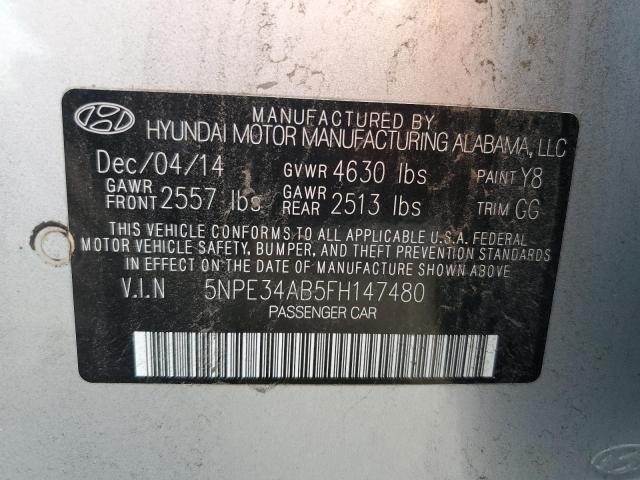 MANUFACTURED BY
HYUNDAI MOTOR MANUFACTURING ALABAMA, LLC
Dec/04/14 GVWR 4630 lbs PAINT Y8
GAWR FRONT 2557 lbs GAWR REAR 2513 lbs TRIM GG
THIS VEHICLE CONFORMS TO ALL APPLICABLE U.S.A. FEDERAL
MOTOR VEHICLE SAFETY, BUMPER, AND THEFT PREVENTION STANDARDS
IN EFFECT ON THE DATE OF MANUFACTURE SHOWN ABOVE
V.I.N 5NPE34AB5FH147480
PASSENGER CAR